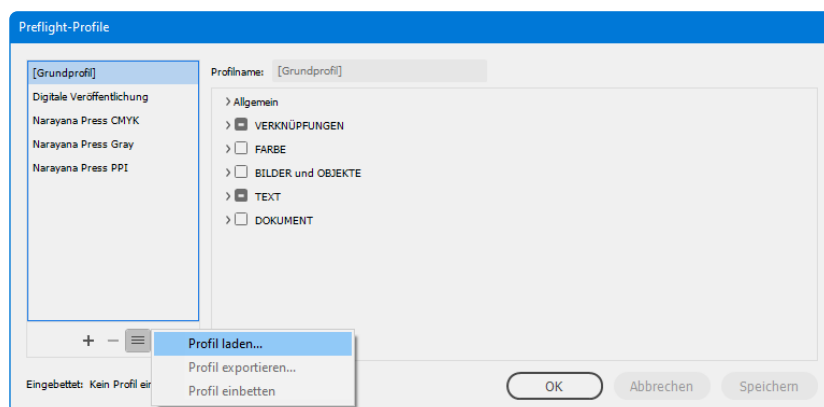 Preflight-Profile
[Grundprofil]
Digitale Veröffentlichung
Narayana Press CMYK
Narayana Press Gray
Narayana Press PPI
Profilname: [Grundprofil]
Allgemein
VERKNÜPFUNGEN
FARBE
BILDER und OBJEKTE
TEXT
DOKUMENT
Profil laden...
Profil exportieren...
Profil einbetten
Eingebettet: Kein Profil
OK
Abbrechen
Speichern